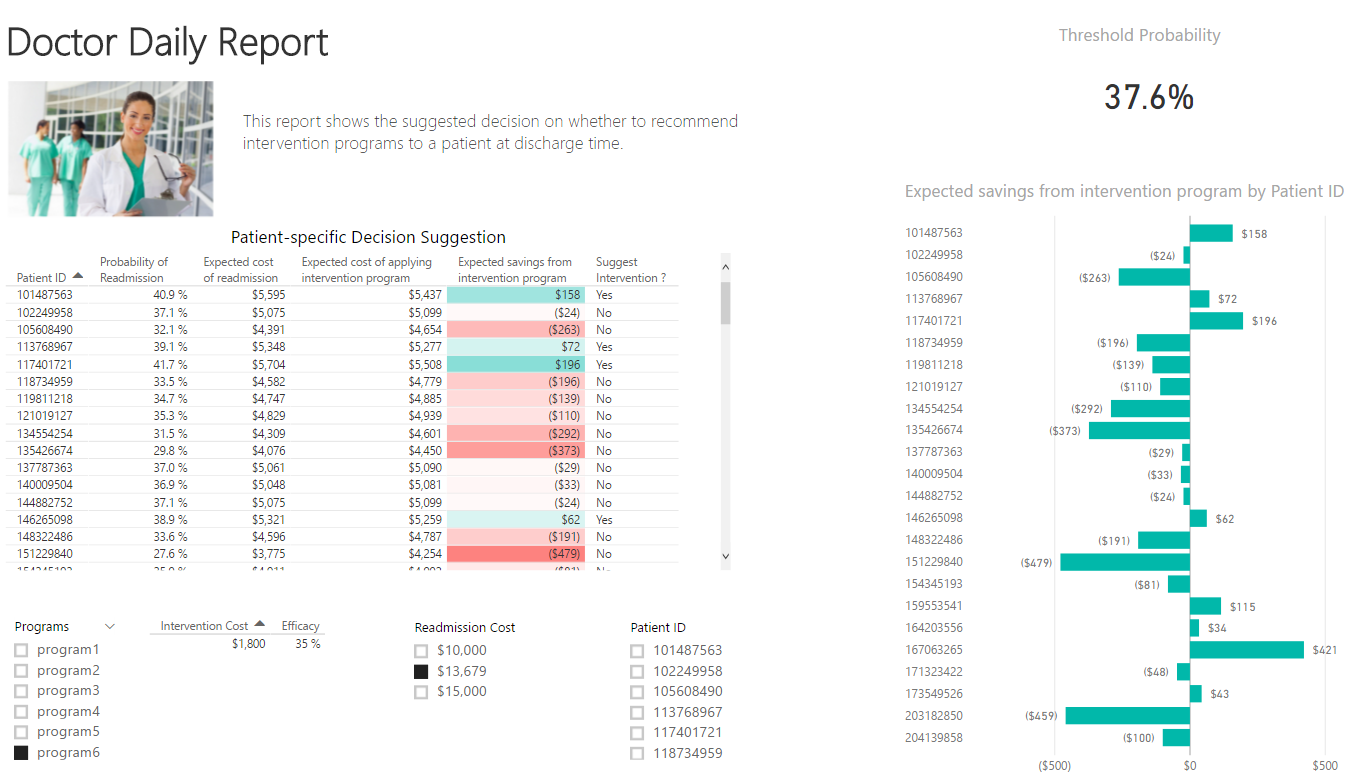 Doctor Daily Report
This report shows the suggested decision on whether to recommend
intervention programs to a patient at discharge time.
Threshold Probability
37.6%
Patient-specific Decision Suggestion
Probability of Expected cost Expected cost of applying Expected savings from Suggest
Patient ID Readmission of readmission intervention program intervention program Intervention ?
101487563 40.9 % $5,595 $5,437 $158 Yes
102249958 37.1 % $5,075 $5,099 ($24) No
105608490 32.1 % $4,391 $4,654 ($263) No
113768967 39.1 % $5,348 $5,277 $72 Yes
117401721 41.7 % $5,704 $5,508 $196 Yes
118734959 33.5 % $4,582 $4,779 ($196) No
119811218 34.7 % $4,747 $4,885 ($139) No
121019127 35.3 % $4,829 $4,939 ($110) No
134554254 31.5 % $4,309 $4,601 ($292) No
135426674 29.8 % $4,076 $4,450 ($373) No
137787363 37.0 % $5,061 $5,090 ($29) No
140009504 36.9 % $5,048 $5,081 ($33) No
144882752 37.1 % $5,075 $5,099 ($24) No
146265098 38.9 % $5,321 $5,259 $62 Yes
148322486 33.6 % $4,596 $4,787 ($191) No
151229840 27.6 % $3,775 $4,254 ($479) No
Programs
program1
program2
program3
program4
program5
program6
Intervention Cost Efficacy
$1,800 35 %
Readmission Cost
$10,000
$13,679
$15,000
Patient ID
101487563
102249958
105608490
113768967
117401721
118734959
Expected savings from intervention program by Patient ID
101487563 $158
102249958 ($24)
105608490 ($263)
113768967 $72
117401721 $196
118734959 ($196)
119811218 ($139)
121019127 ($110)
134554254 ($292)
135426674 ($373)
137787363 ($29)
140009504 ($33)
144882752 ($24)
146265098 $62
148322486 ($191)
151229840 ($479)
154345193 ($81)
159553541 $115
164203556 $34
167063265 $421
171323422 ($48)
173549526 $43
203182850 ($459)
204139858 ($100)
($500) $0 $500